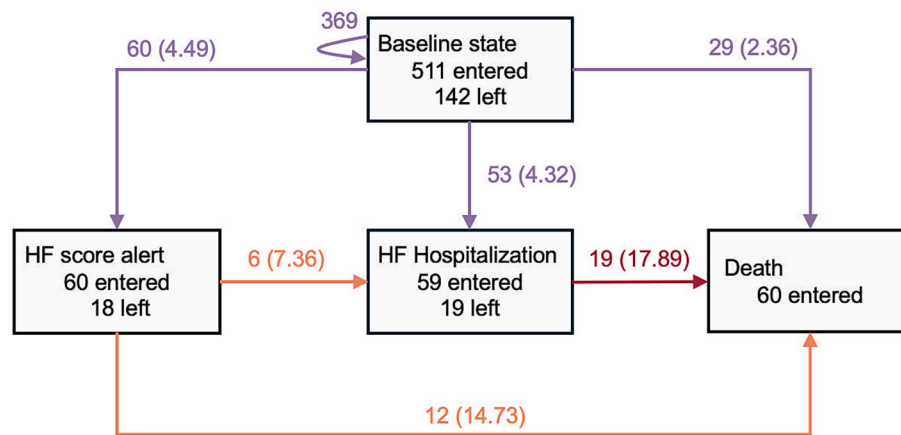 369
60 (4.49)
Baseline state
511 entered
142 left
29 (2.36)
53 (4.32)
HF score alert
60 entered
18 left
6 (7.36)
HF Hospitalization
59 entered
19 left
19 (17.89)
Death
60 entered
12 (14.73)